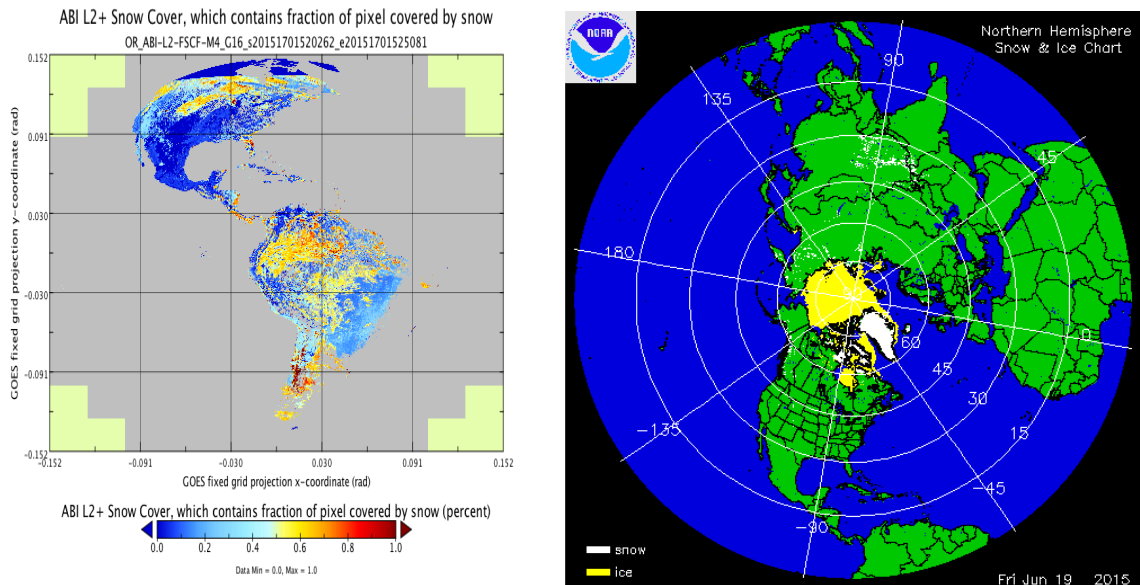 ABI L2+ Snow Cover, which contains fraction of pixel covered by snow
OR_ABI-L2-FSCF-M4_G16_s20151701520262_e20151701525081
0.152
0.091
0.030
-0.030
-0.091
-0.152
GOES fixed grid projection y-coordinate (rad)
-0.152
-0.091
-0.030
0.030
0.091
0.152
GOES fixed grid projection x-coordinate (rad)
ABI L2+ Snow Cover, which contains fraction of pixel covered by snow (percent)
0.0 0.2 0.4 0.6 0.8 1.0
Data Min = 0.0, Max = 1.0
NOAA
Northern Hemisphere
Snow & Ice Chart
90
135
45
180
90
0
60
45
30
15
-135
-45
-90
snow
ice
Fri Jun 19 2015